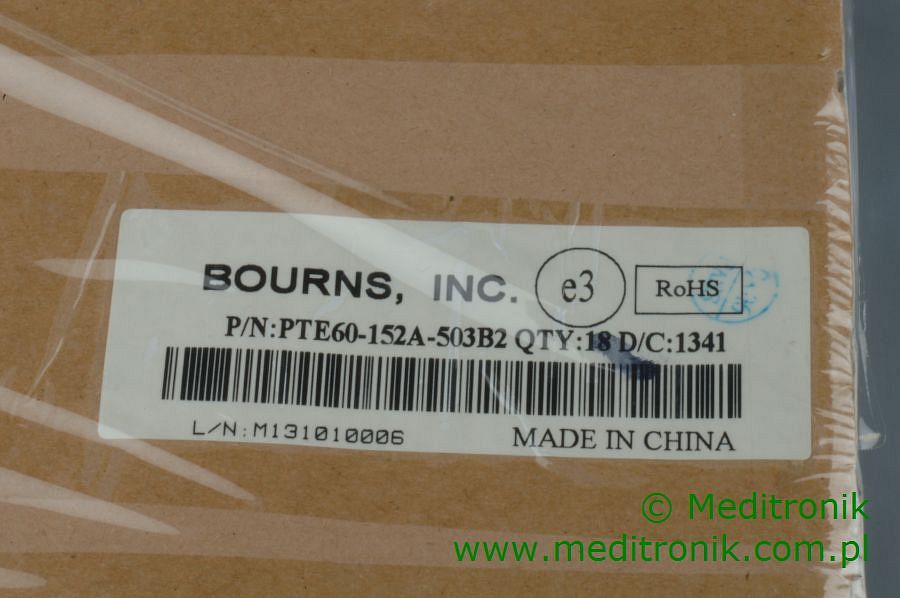 BOURNS, INC. e3 RoHS
P/N:PTE60-152A-503B2 QTY:18 D/C:1341
L/N:M131010006 MADE IN CHINA
© Meditronik
www.meditronik.com.pl